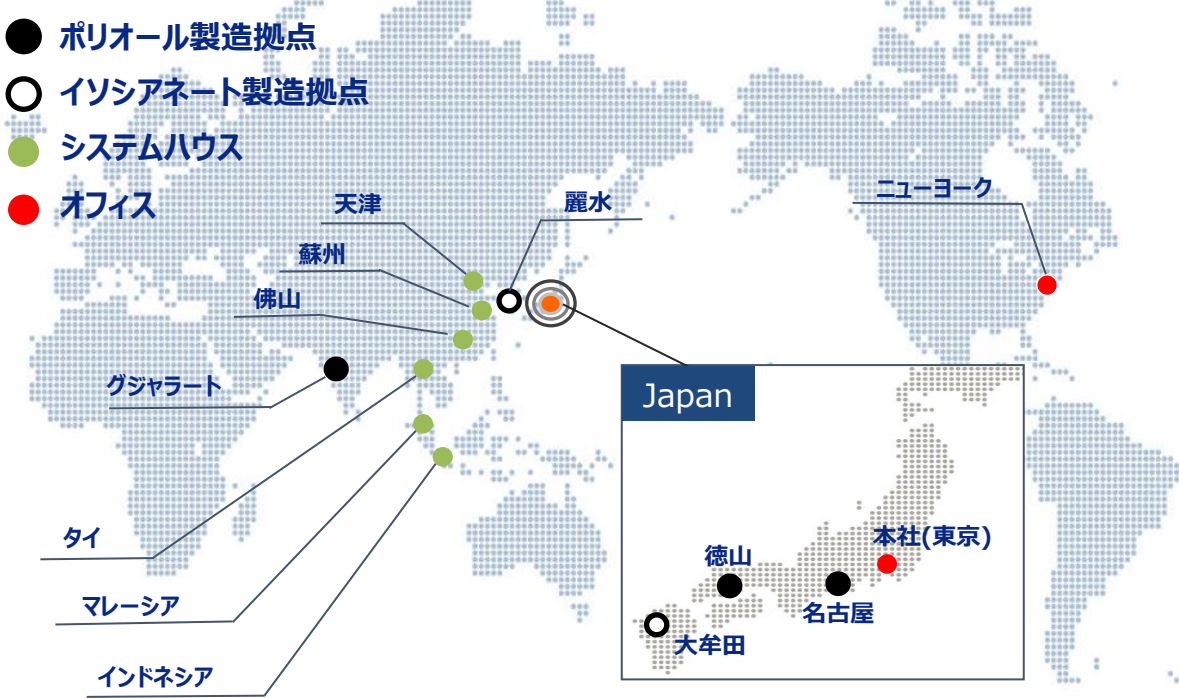 ポリオール製造拠点
イソシアネート製造拠点
システムハウス
オフィス
天津
麗水
ニューヨーク
蘇州
佛山
グジャラート
Japan
タイ
本社(東京)
徳山
マレーシア
名古屋
大牟田
インドネシア